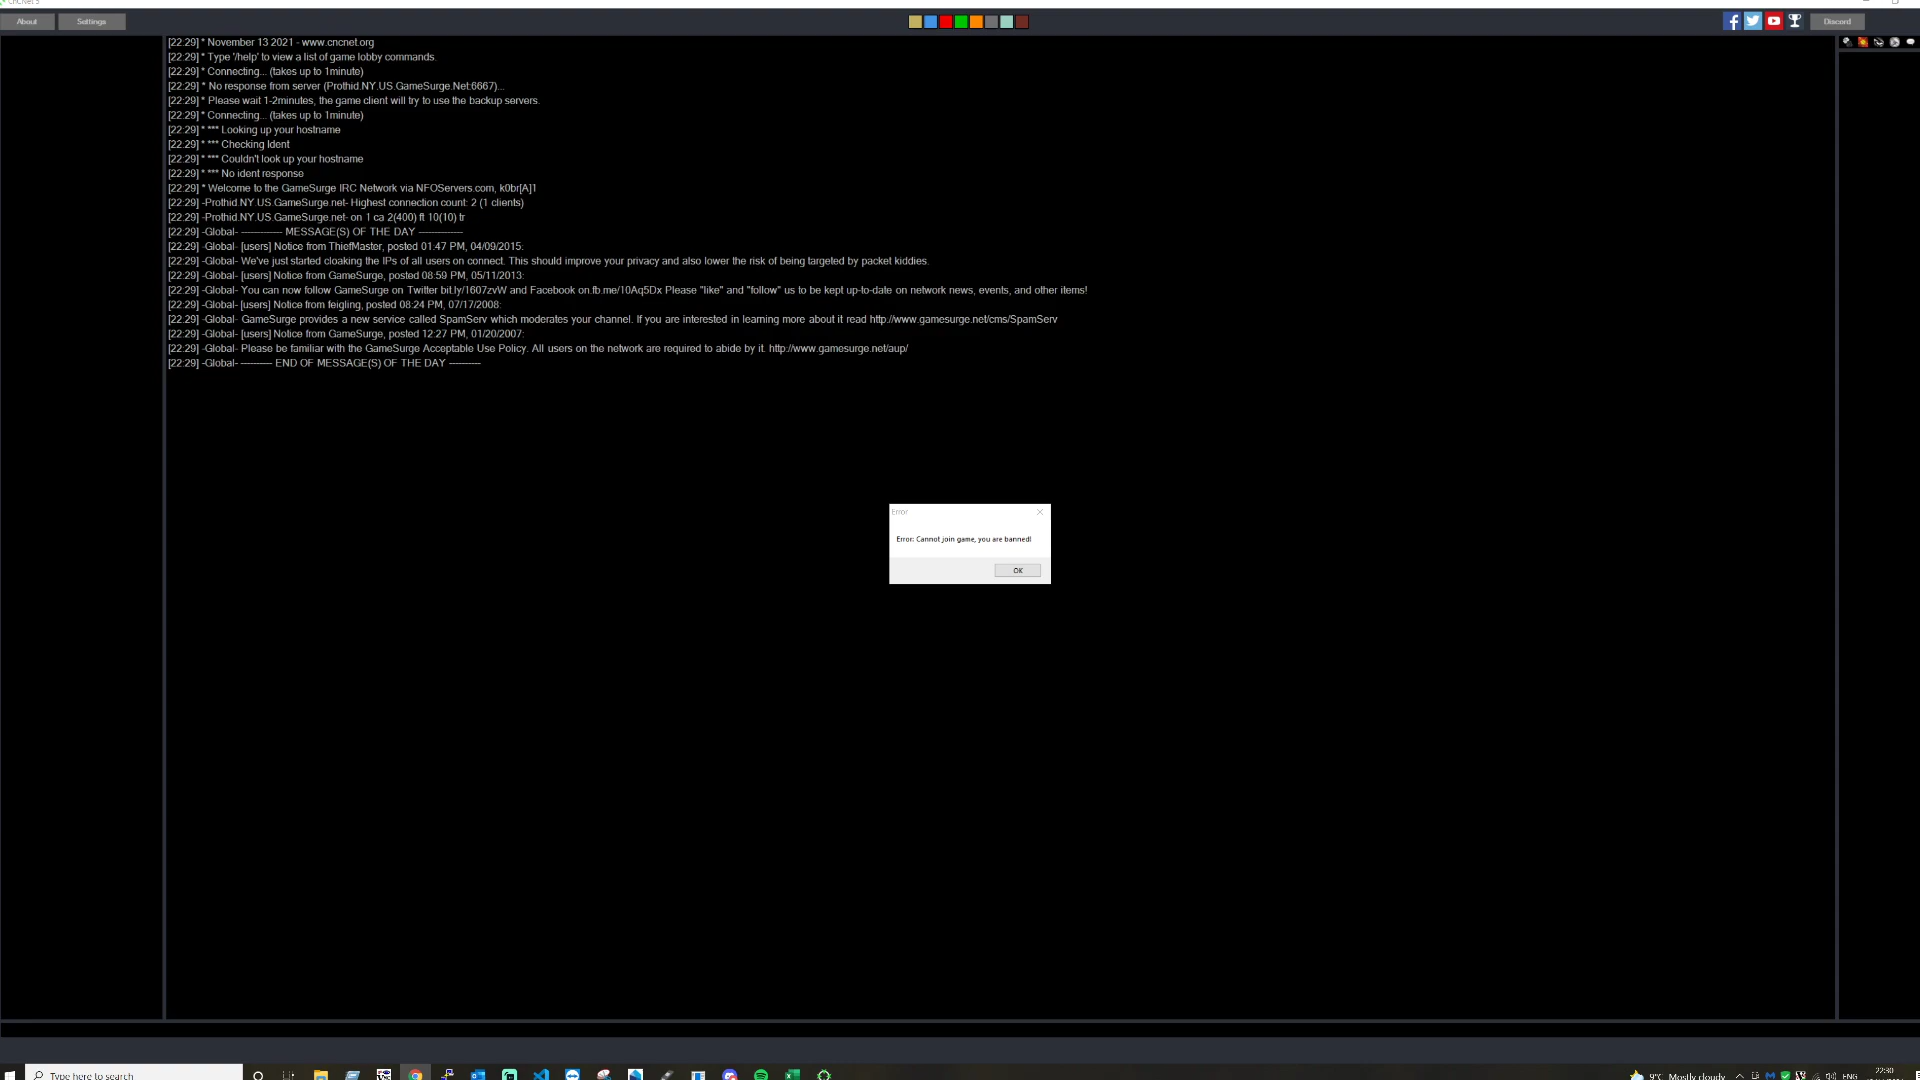 CnCNet 5
About
Settings
Discord
[22:29] * November 13 2021 - www.cncnet.org
[22:29] * Type '/help' to view a list of game lobby commands.
[22:29] * Connecting... (takes up to 1minute)
[22:29] * No response from server (Prothid.NY.US.GameSurge.Net:6667)...
[22:29] * Please wait 1-2minutes, the game client will try to use the backup servers.
[22:29] * Connecting... (takes up to 1minute)
[22:29] * *** Looking up your hostname
[22:29] * *** Checking Ident
[22:29] * *** Couldn't look up your hostname
[22:29] * *** No ident response
[22:29] * Welcome to the GameSurge IRC Network via NFOServers.com, k0br[A]1
[22:29] -Prothid.NY.US.GameSurge.net- Highest connection count: 2 (1 clients)
[22:29] -Prothid.NY.US.GameSurge.net- on 1 ca 2(400) ft 10(10) tr
[22:29] -Global- ------------- MESSAGE(S) OF THE DAY --------------
[22:29] -Global- [users] Notice from ThiefMaster, posted 01:47 PM, 04/09/2015:
[22:29] -Global- We've just started cloaking the IPs of all users on connect. This should improve your privacy and also lower the risk of being targeted by packet kiddies.
[22:29] -Global- [users] Notice from GameSurge, posted 08:59 PM, 05/11/2013:
[22:29] -Global- You can now follow GameSurge on Twitter bit.ly/1607zvW and Facebook on.fb.me/10Aq5Dx Please "like" and "follow" us to be kept up-to-date on network news, events, and other items!
[22:29] -Global- [users] Notice from feigling, posted 08:24 PM, 07/17/2008:
[22:29] -Global- GameSurge provides a new service called SpamServ which moderates your channel. If you are interested in learning more about it read http://www.gamesurge.net/cms/SpamServ
[22:29] -Global- [users] Notice from GameSurge, posted 12:27 PM, 01/20/2007:
[22:29] -Global- Please be familiar with the GameSurge Acceptable Use Policy. All users on the network are required to abide by it. http://www.gamesurge.net/aup/
[22:29] -Global- ---------- END OF MESSAGE(S) OF THE DAY ----------
Error
Error: Cannot join game, you are banned!
OK
Type here to search
9°C Mostly cloudy
ENG
22:30